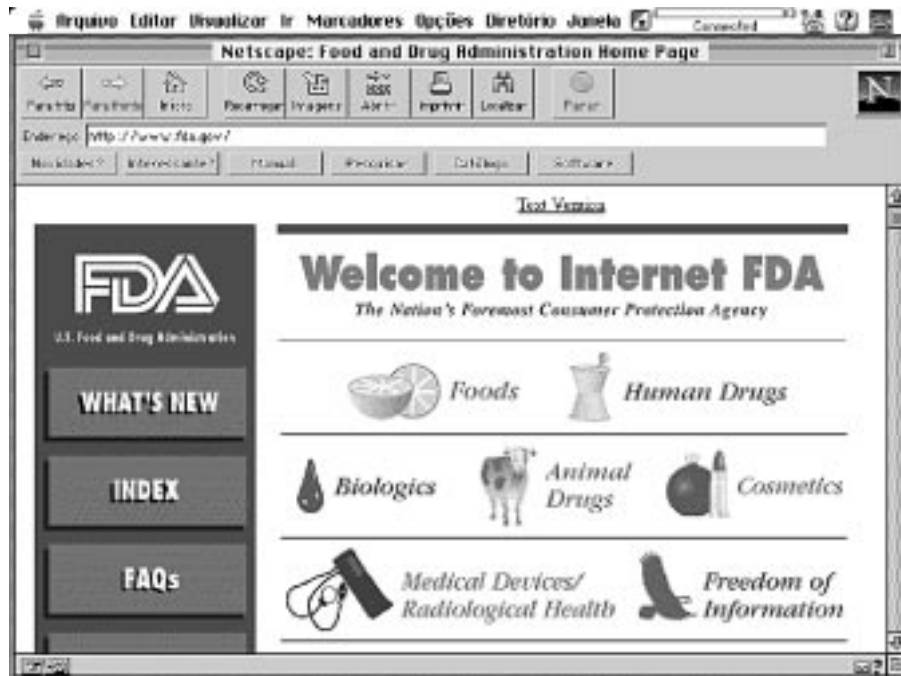 Arquivo Editar Visualizar Ir Marcadores Opções Diretório Janela
Connected
Netscape: Food and Drug Administration Home Page
Recarregar Imagens Abrir Imprimir Localizar Parar
Endereço http://www.fda.gov/
Novidades? Interessante? Manual Pesquisar Catálogo Software
Text Version
FDA
U.S. Food and Drug Administration
WHAT'S NEW
INDEX
FAQs
Welcome to Internet FDA
The Nation's Foremost Consumer Protection Agency
Foods
Human Drugs
Biologics
Animal
Drugs
Cosmetics
Medical Devices/
Radiological Health
Freedom of
Information